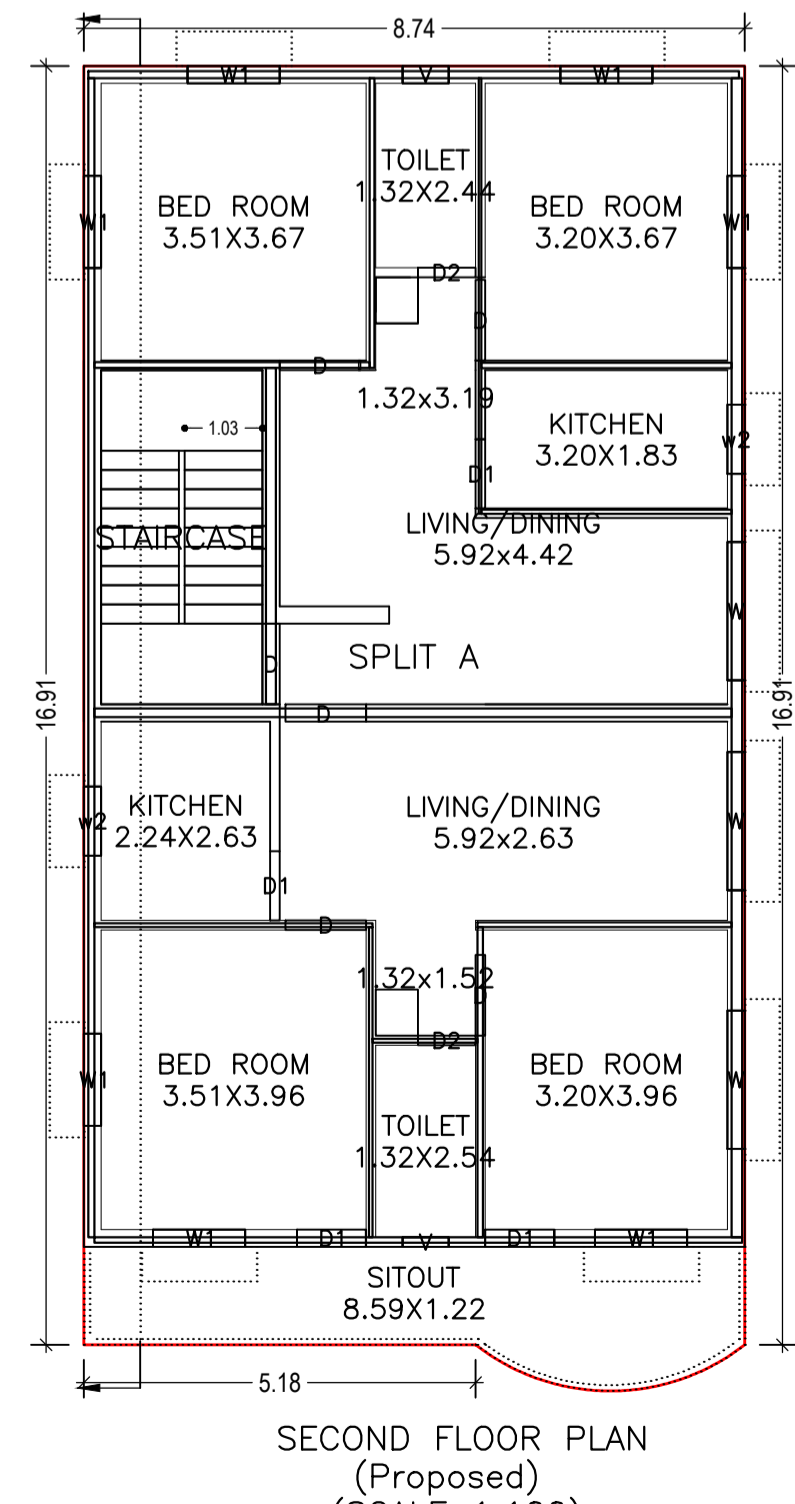 8.74
W1
V
W1
TOILET
1.32X2.44
BED ROOM
3.51X3.67
BED ROOM
3.20X3.67
W1
W1
D2
D
D
1.32x3.19
1.03
KITCHEN
3.20X1.83
W2
D1
STAIRCASE
LIVING/DINING
5.92x4.42
W
SPLIT A
D
16.91
16.91
D
KITCHEN
2.24X2.63
LIVING/DINING
5.92x2.63
W2
W
D1
D
1.32x1.52
D
D2
BED ROOM
3.51X3.96
BED ROOM
3.20X3.96
W1
W
TOILET
1.32X2.54
W1
D1
V
D1
W1
SITOUT
8.59X1.22
5.18
SECOND FLOOR PLAN
(Proposed)